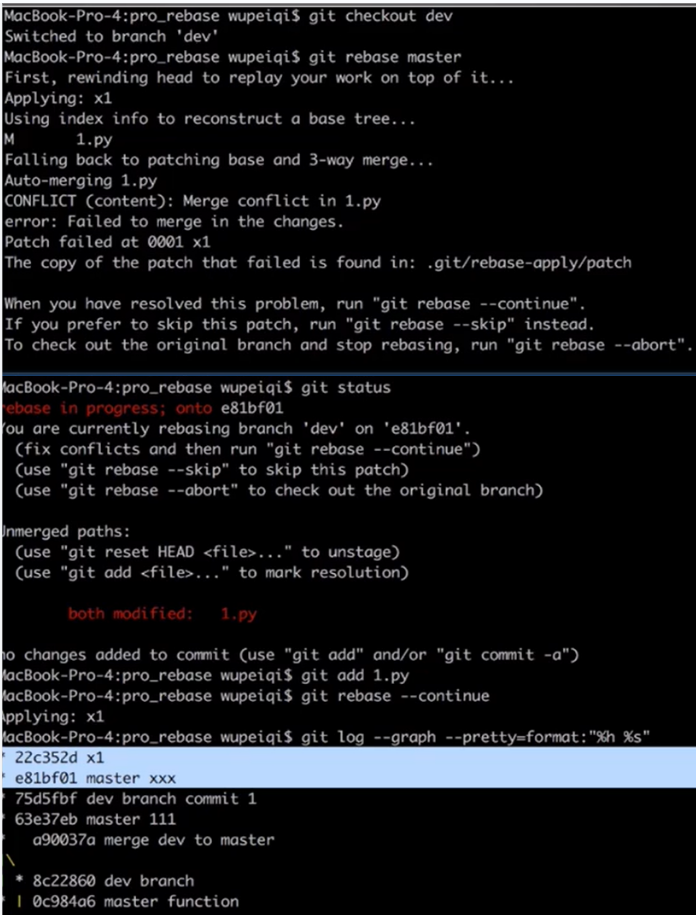 MacBook-Pro-4:pro_rebase wupeiqi$ git checkout dev
Switched to branch 'dev'
MacBook-Pro-4:pro_rebase wupeiqi$ git rebase master
First, rewinding head to replay your work on top of it...
Applying: x1
Using index info to reconstruct a base tree...
M       1.py
Falling back to patching base and 3-way merge...
Auto-merging 1.py
CONFLICT (content): Merge conflict in 1.py
error: Failed to merge in the changes.
Patch failed at 0001 x1
The copy of the patch that failed is found in: .git/rebase-apply/patch

When you have resolved this problem, run "git rebase --continue".
If you prefer to skip this patch, run "git rebase --skip" instead.
To check out the original branch and stop rebasing, run "git rebase --abort".

MacBook-Pro-4:pro_rebase wupeiqi$ git status
rebase in progress; onto e81bf01
You are currently rebasing branch 'dev' on 'e81bf01'.
  (fix conflicts and then run "git rebase --continue")
  (use "git rebase --skip" to skip this patch)
  (use "git rebase --abort" to check out the original branch)

Unmerged paths:
  (use "git reset HEAD <file>..." to unstage)
  (use "git add <file>..." to mark resolution)

        both modified:   1.py

no changes added to commit (use "git add" and/or "git commit -a")
MacBook-Pro-4:pro_rebase wupeiqi$ git add 1.py
MacBook-Pro-4:pro_rebase wupeiqi$ git rebase --continue
Applying: x1
MacBook-Pro-4:pro_rebase wupeiqi$ git log --graph --pretty=format:"%h %s"
* 22c352d x1
* e81bf01 master xxx
* 75d5fbf dev branch commit 1
* 63e37eb master 111
*   a90037a merge dev to master
\
  * 8c22860 dev branch
* | 0c984a6 master function